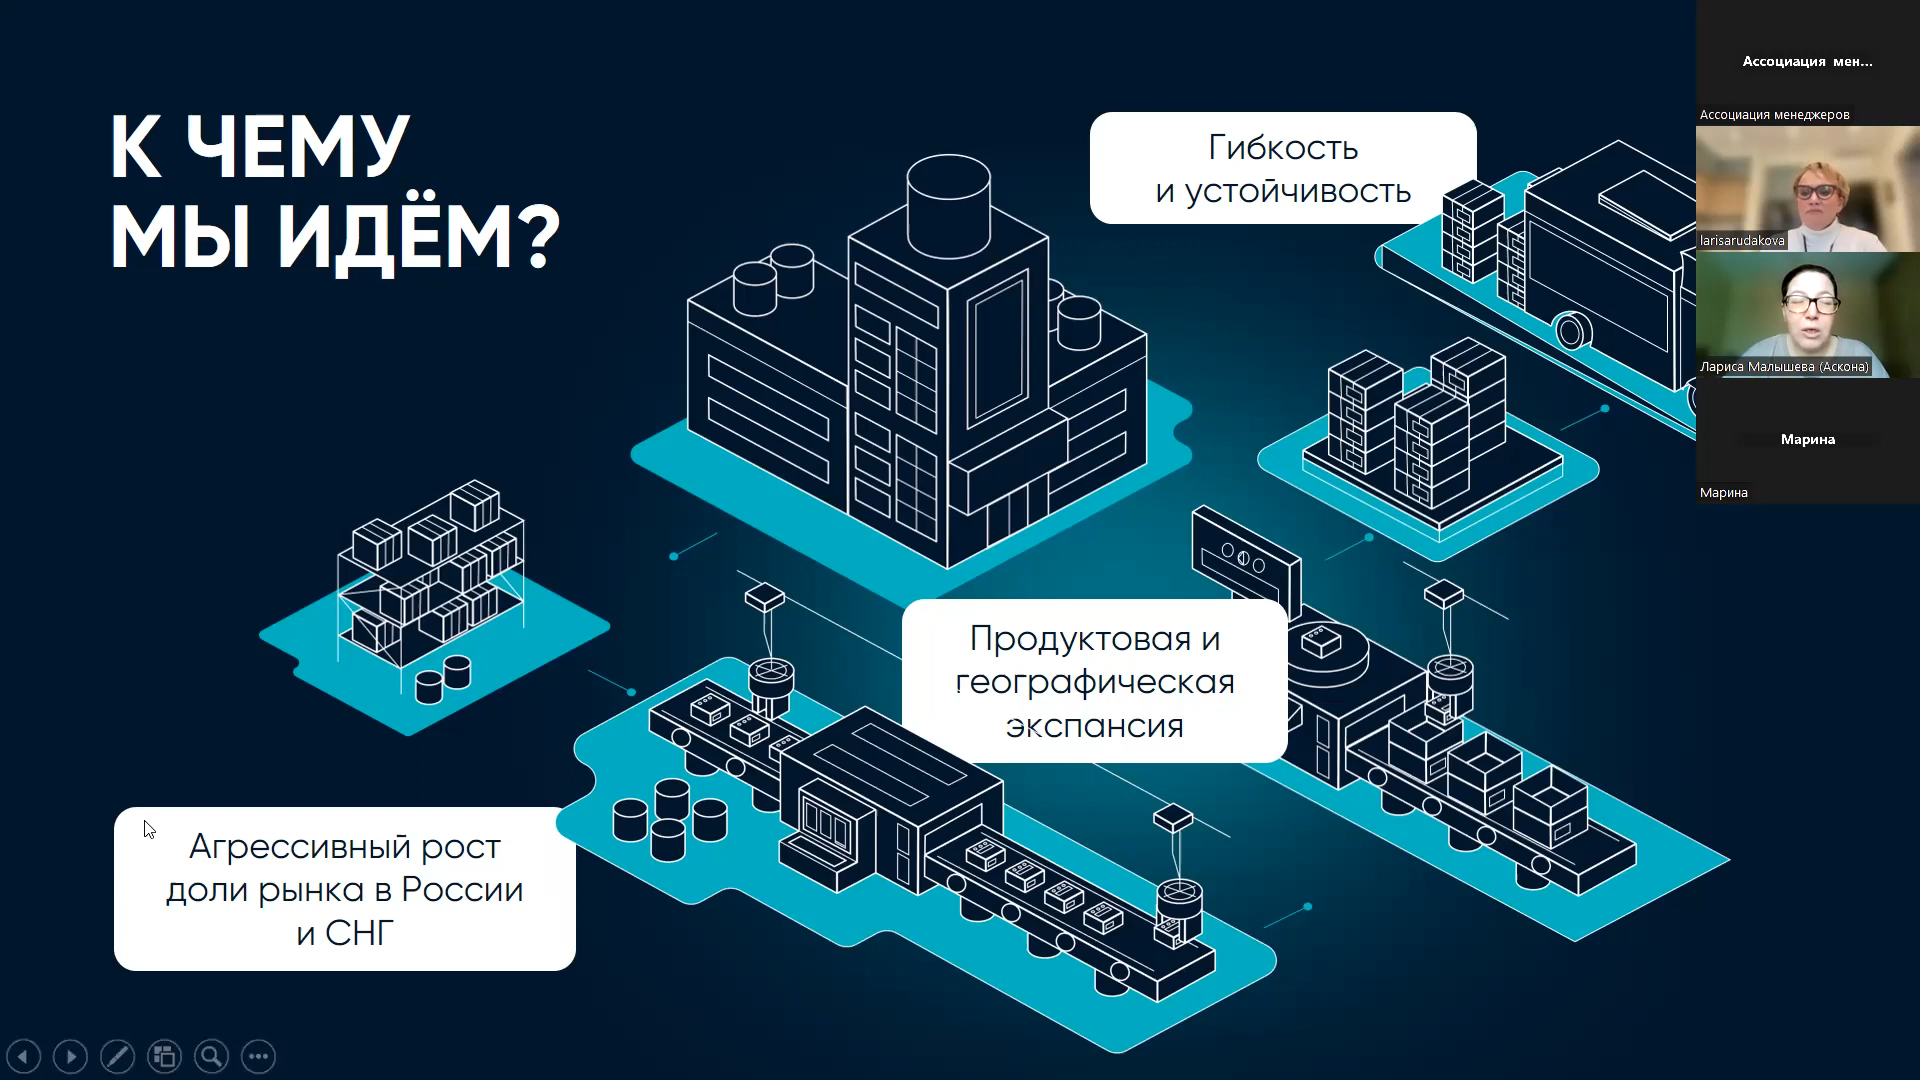 К ЧЕМУ
МЫ ИДЁМ?
Гибкость
и устойчивость
Продуктовая и
географическая
экспансия
Агрессивный рост
доли рынка в России
и СНГ
Ассоциация мен...
Ассоциация менеджеров
larisarudakova
Лариса Малышева (Аскона)
Марина
Марина